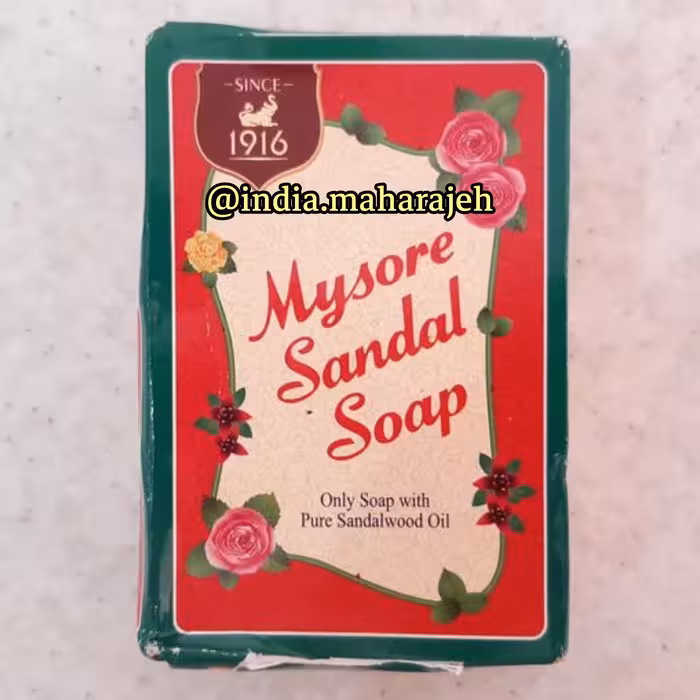 -SINCE-
1916
@india.maharajeh
Mysore
Sandal
Soap
Only Soap with
Pure Sandalwood Oil